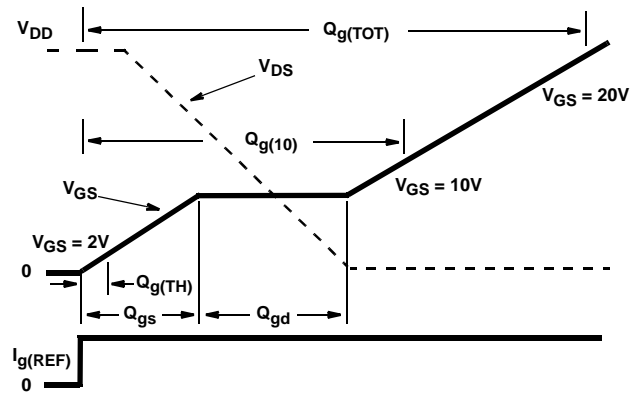 V_DD
Q_g(TOT)
V_DS
V_GS = 20V
Q_g(10)
V_GS
V_GS = 10V
V_GS = 2V
0
Q_g(TH)
Q_gs
Q_gd
I_g(REF)
0